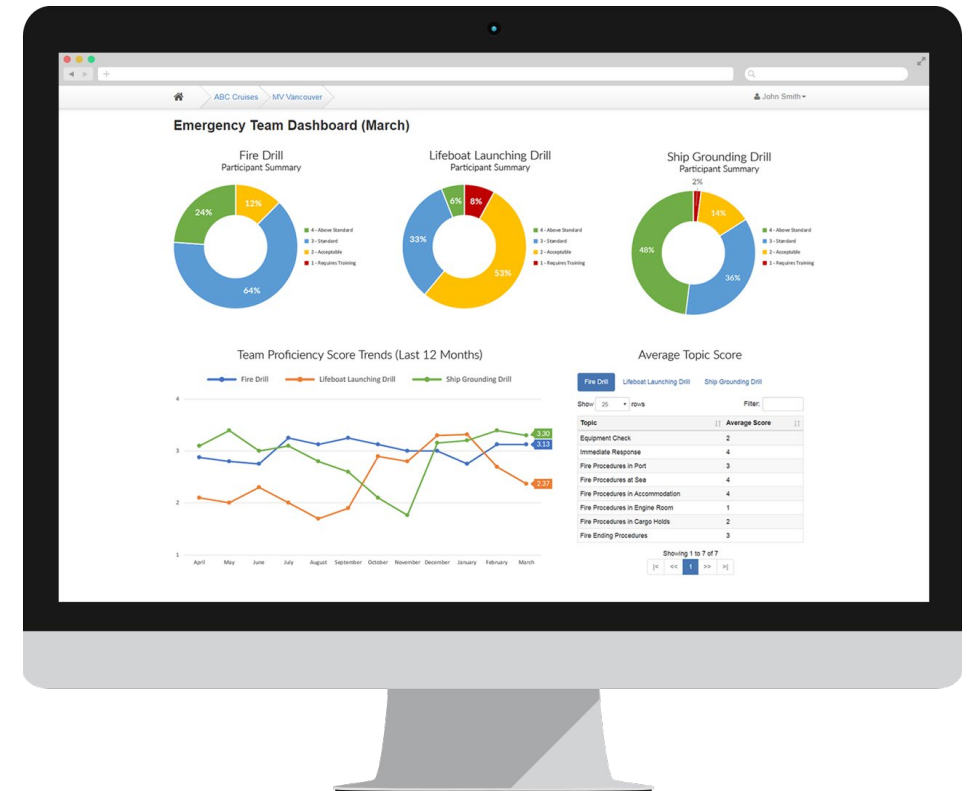 ABC Cruises MV Vancouver John Smith
Emergency Team Dashboard (March)
Fire Drill
Participant Summary
24%
12%
64%
4 - Above Standard
3 - Standard
2 - Acceptable
1 - Requires Training
Lifeboat Launching Drill
Participant Summary
6%
8%
33%
53%
4 - Above Standard
3 - Standard
2 - Acceptable
1 - Requires Training
Ship Grounding Drill
Participant Summary
2%
14%
48%
36%
4 - Above Standard
3 - Standard
2 - Acceptable
1 - Requires Training
Team Proficiency Score Trends (Last 12 Months)
Fire Drill Lifeboat Launching Drill Ship Grounding Drill
4
3
2
1
3.30
3.13
2.37
April May June July August September October November December January February March
Average Topic Score
Fire Drill Lifeboat Launching Drill Ship Grounding Drill
Show 25 rows Filter:
Topic Average Score
Equipment Check 2
Immediate Response 4
Fire Procedures in Port 3
Fire Procedures at Sea 4
Fire Procedures in Accommodation 4
Fire Procedures in Engine Room 1
Fire Procedures in Cargo Holds 2
Fire Ending Procedures 3
Showing 1 to 7 of 7
|< << 1 >> >|